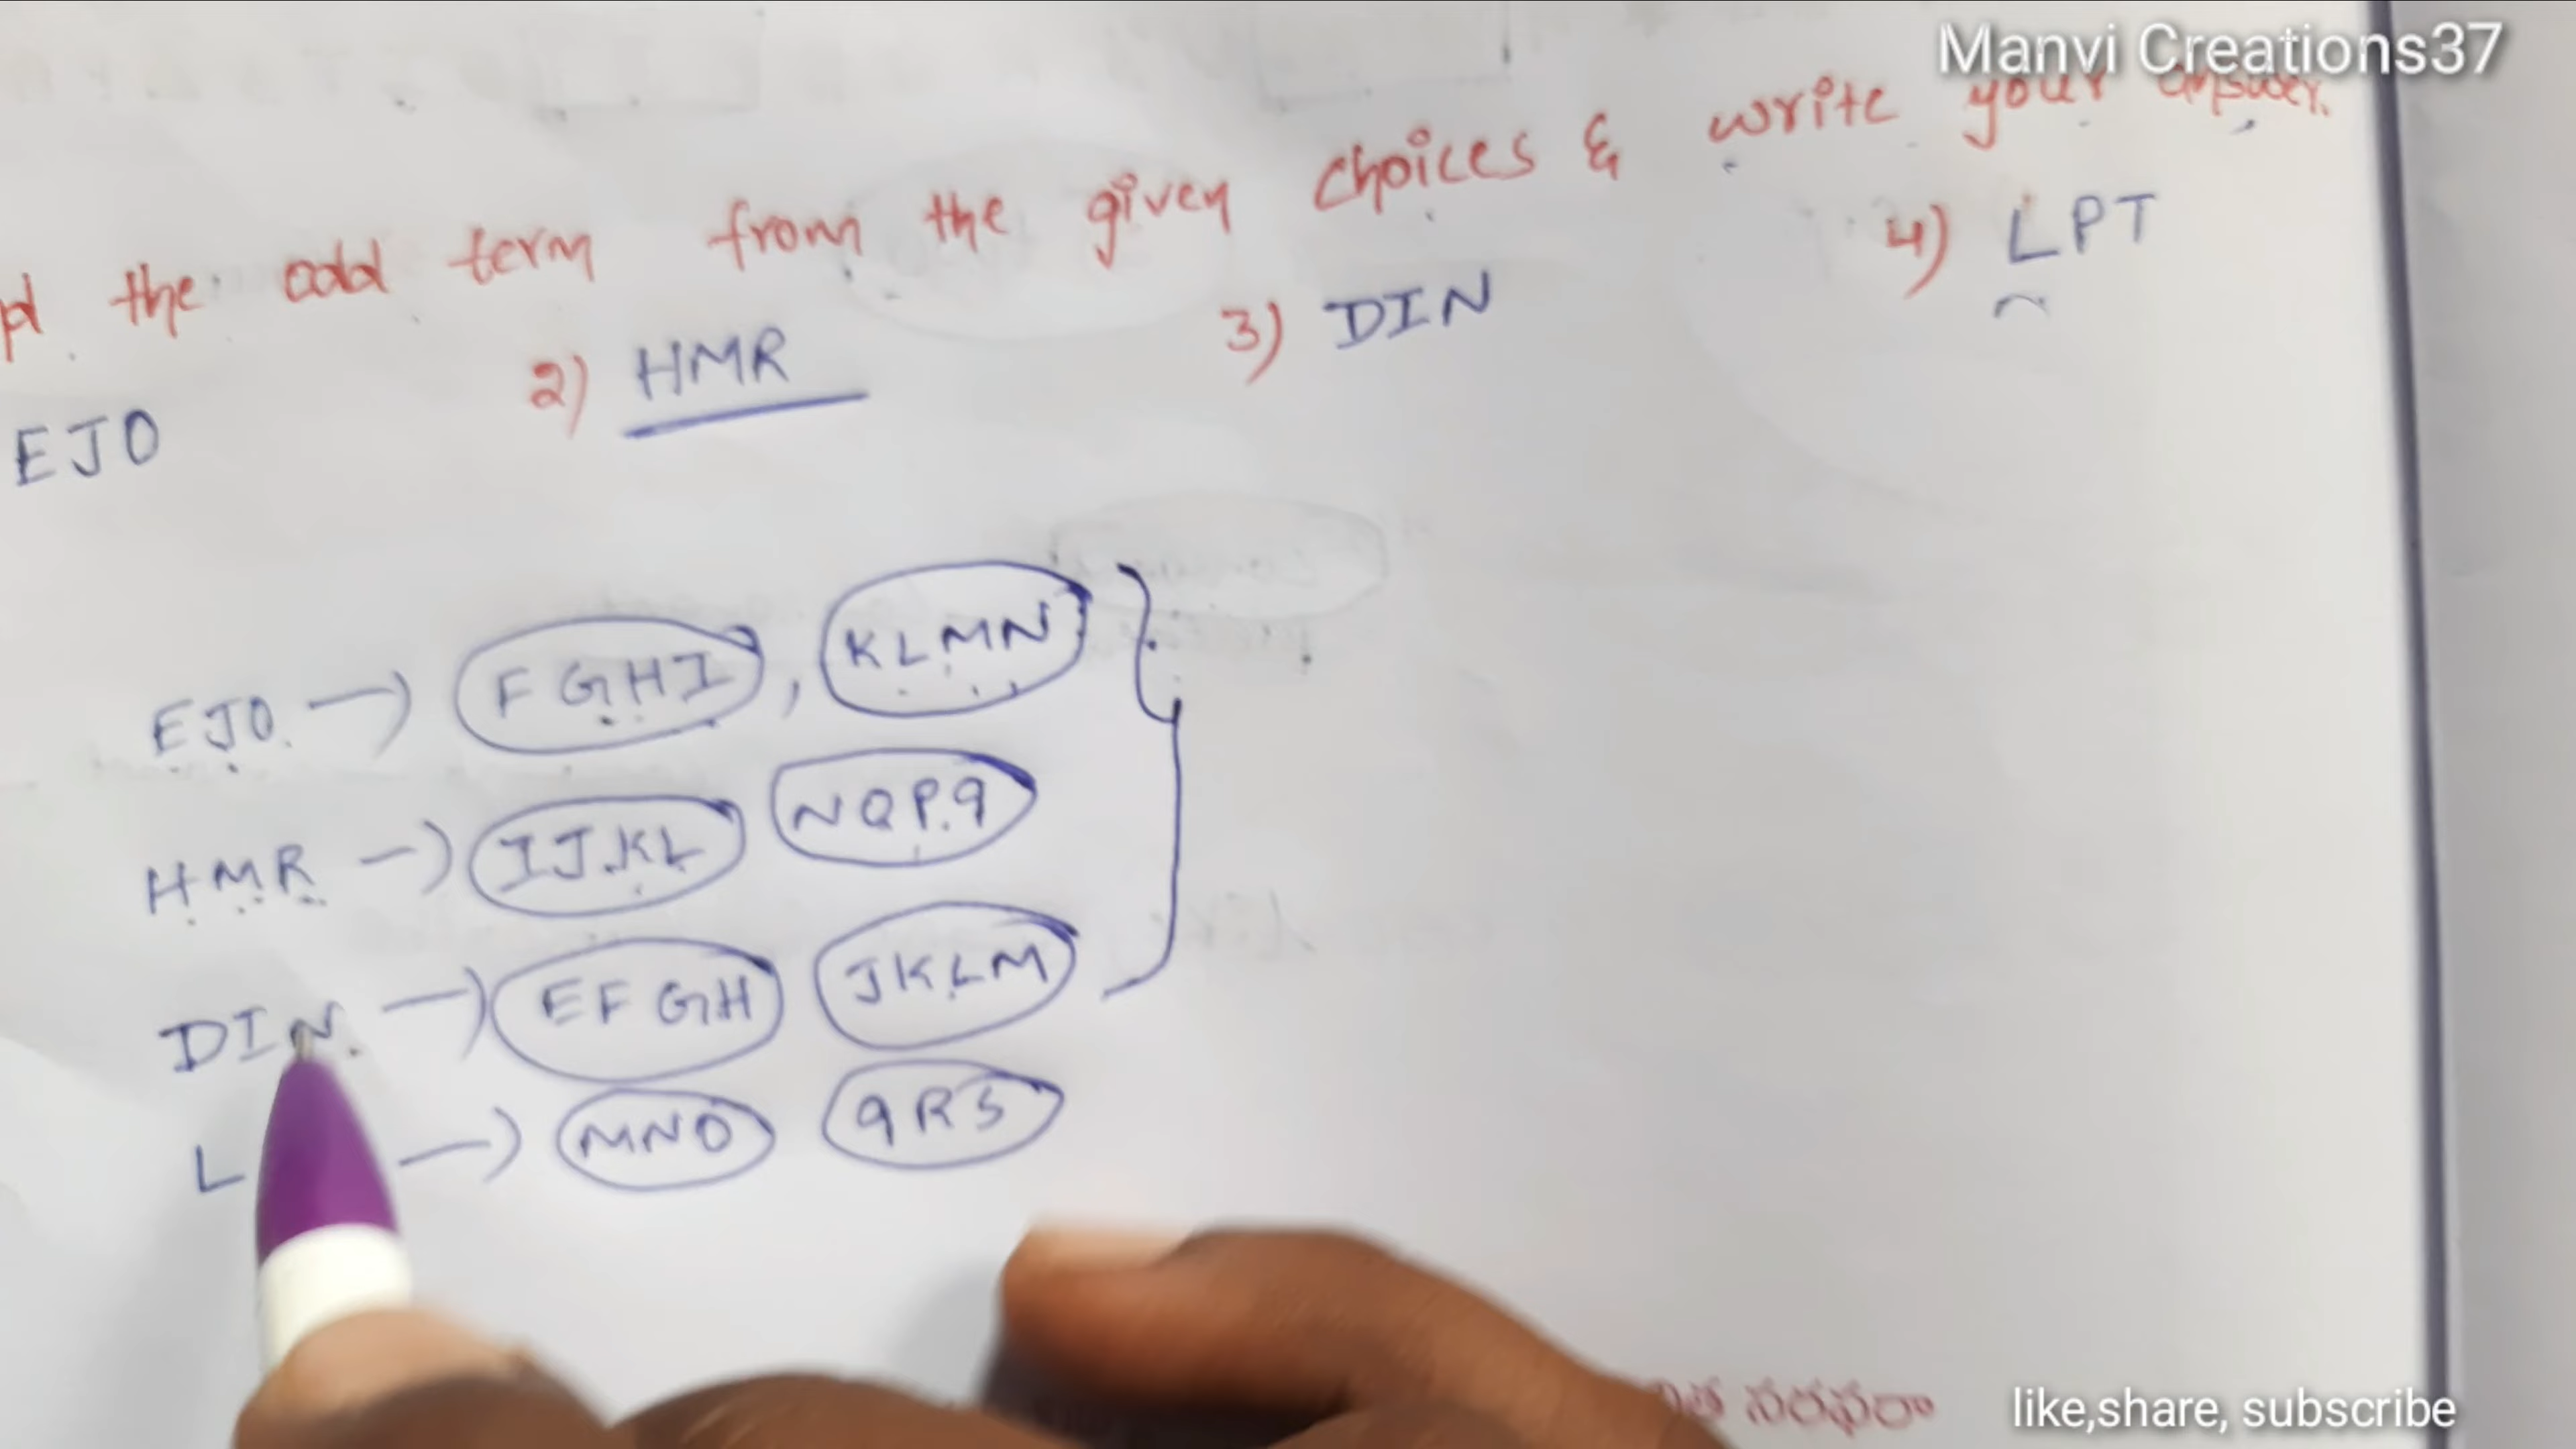 Manvi Creations37
the odd term from the given choices & write your answer.
EJO 2) HMR 3) DIN 4) LPT
EJO. → FGHI, KLMN
HMR → IJKL NOPq
DIN. → EFGH JKLM
L → MNO qRS
like,share, subscribe